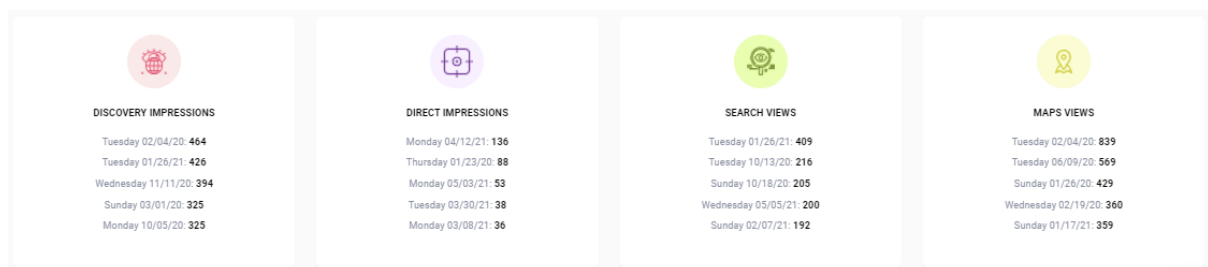 DISCOVERY IMPRESSIONS
Tuesday 02/04/20: 464
Tuesday 01/26/21: 426
Wednesday 11/11/20: 394
Sunday 03/01/20: 325
Monday 10/05/20: 325
DIRECT IMPRESSIONS
Monday 04/12/21: 136
Thursday 01/23/20: 88
Monday 05/03/21: 53
Tuesday 03/30/21: 38
Monday 03/08/21: 36
SEARCH VIEWS
Tuesday 01/26/21: 409
Tuesday 10/13/20: 216
Sunday 10/18/20: 205
Wednesday 05/05/21: 200
Sunday 02/07/21: 192
MAPS VIEWS
Tuesday 02/04/20: 839
Tuesday 06/09/20: 569
Sunday 01/26/20: 429
Wednesday 02/19/20: 360
Sunday 01/17/21: 359